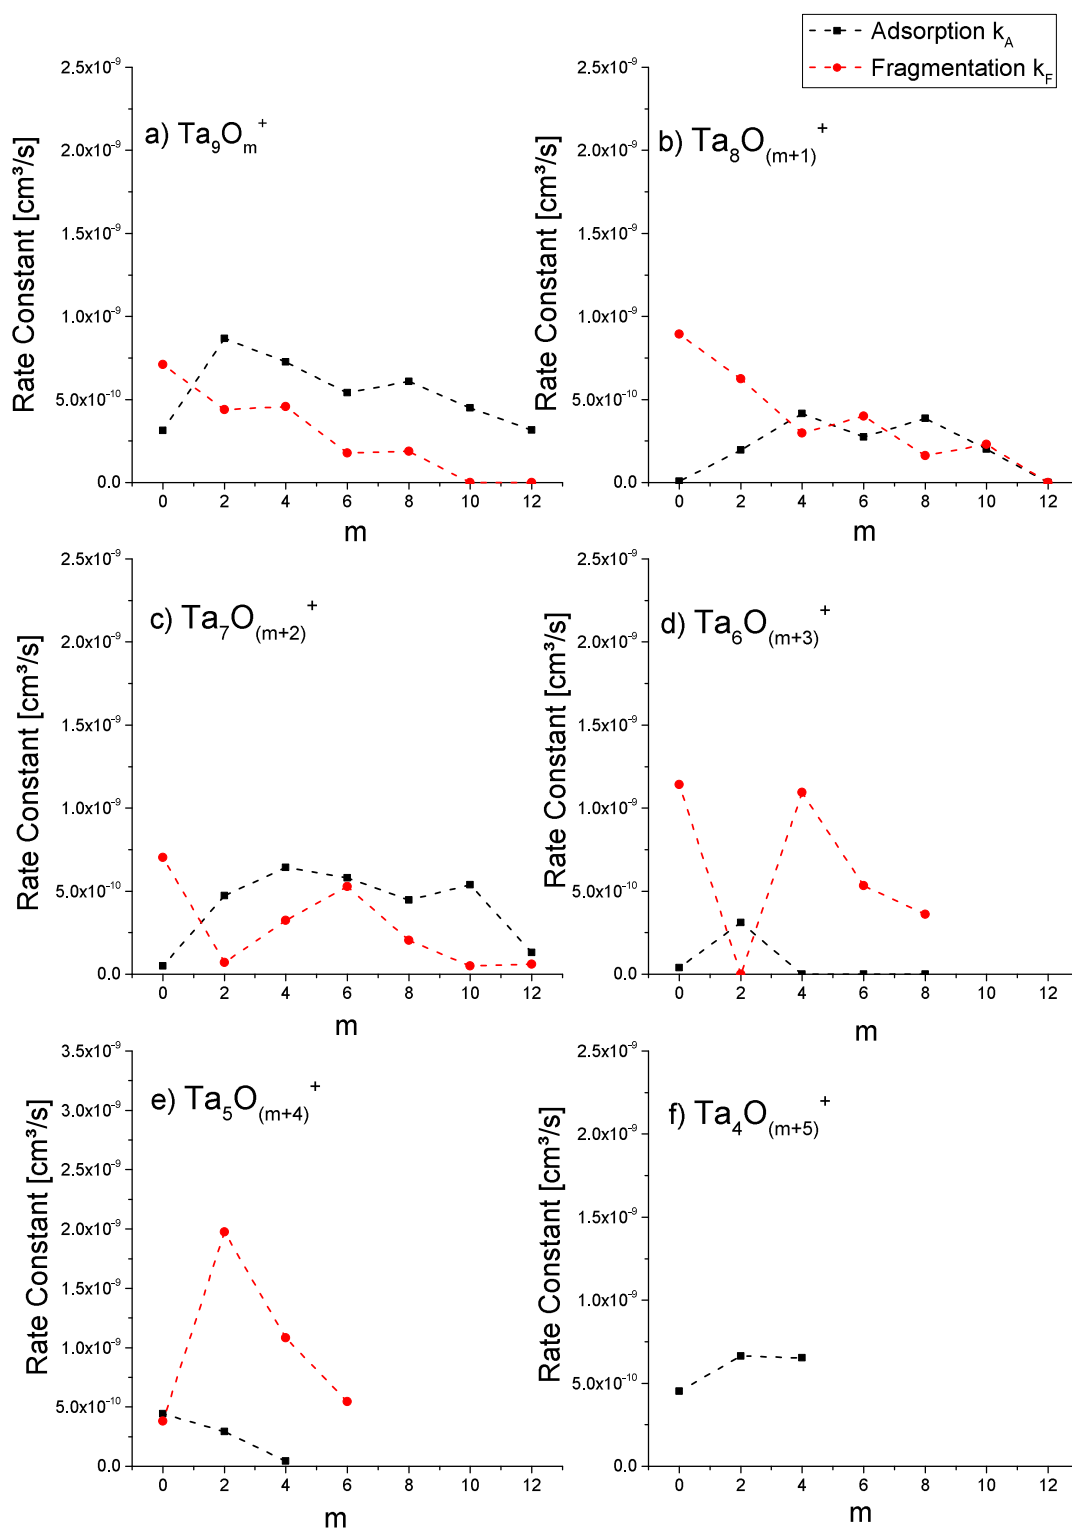 Adsorption k_A
Fragmentation k_F
a) Ta₉Oₘ⁺
Rate Constant [cm³/s]
2.5x10⁻⁹
2.0x10⁻⁹
1.5x10⁻⁹
1.0x10⁻⁹
5.0x10⁻¹⁰
0.0
0 2 4 6 8 10 12
m
b) Ta₈O₍ₘ₊₁₎⁺
Rate Constant [cm³/s]
2.5x10⁻⁹
2.0x10⁻⁹
1.5x10⁻⁹
1.0x10⁻⁹
5.0x10⁻¹⁰
0.0
0 2 4 6 8 10 12
m
c) Ta₇O₍ₘ₊₂₎⁺
Rate Constant [cm³/s]
2.5x10⁻⁹
2.0x10⁻⁹
1.5x10⁻⁹
1.0x10⁻⁹
5.0x10⁻¹⁰
0.0
0 2 4 6 8 10 12
m
d) Ta₆O₍ₘ₊₃₎⁺
Rate Constant [cm³/s]
2.5x10⁻⁹
2.0x10⁻⁹
1.5x10⁻⁹
1.0x10⁻⁹
5.0x10⁻¹⁰
0.0
0 2 4 6 8 10 12
m
e) Ta₅O₍ₘ₊₄₎⁺
Rate Constant [cm³/s]
3.5x10⁻⁹
3.0x10⁻⁹
2.5x10⁻⁹
2.0x10⁻⁹
1.5x10⁻⁹
1.0x10⁻⁹
5.0x10⁻¹⁰
0.0
0 2 4 6 8 10 12
m
f) Ta₄O₍ₘ₊₅₎⁺
Rate Constant [cm³/s]
2.5x10⁻⁹
2.0x10⁻⁹
1.5x10⁻⁹
1.0x10⁻⁹
5.0x10⁻¹⁰
0.0
0 2 4 6 8 10 12
m